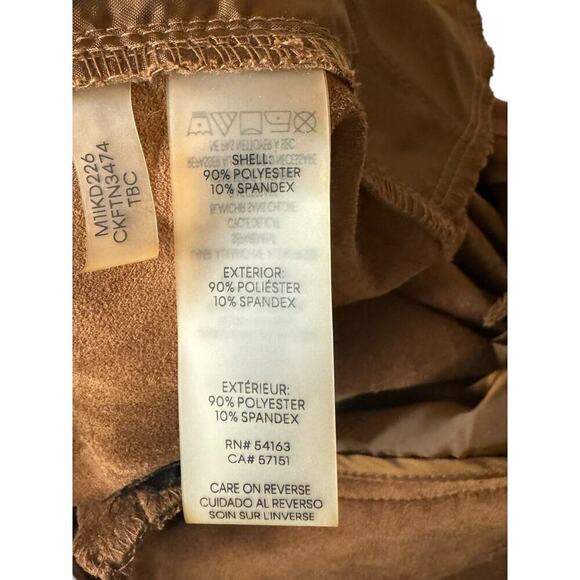 MIIKD226
CKFTN3474
TBC
SHELL:
90% POLYESTER
10% SPANDEX
EXTERIOR:
90% POLIÉSTER
10% SPANDEX
EXTÉRIEUR:
90% POLYESTER
10% SPANDEX
RN# 54163
CA# 57151
CARE ON REVERSE
CUIDADO AL REVERSO
SOIN SUR L'INVERSE